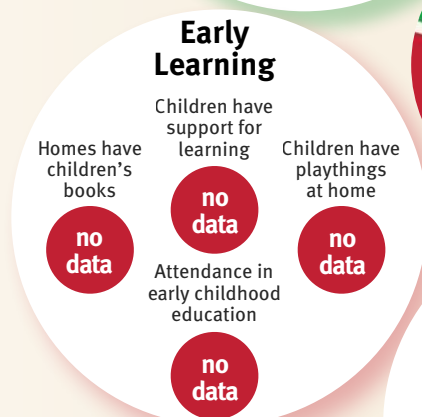 Early
Learning
Children have
support for
learning
no
data
Homes have
children's
books
no
data
Children have
playthings
at home
no
data
Attendance in
early childhood
education
no
data